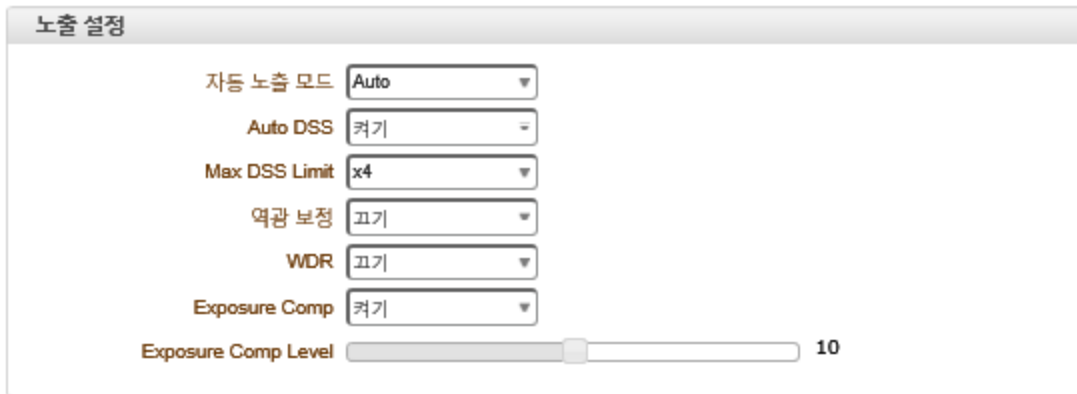 노출 설정
자동 노출 모드 Auto
Auto DSS 켜기
Max DSS Limit x4
역광 보정 끄기
WDR 끄기
Exposure Comp 켜기
Exposure Comp Level 10